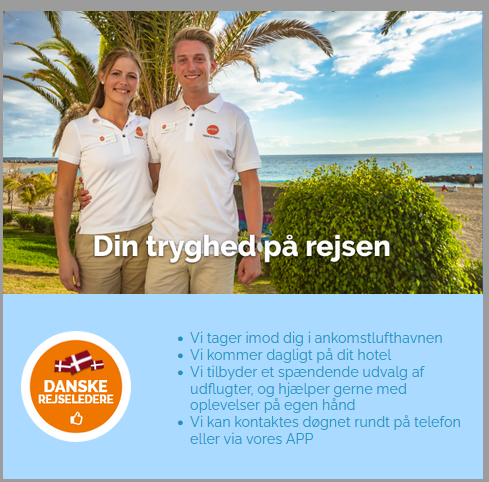 Din tryghed på rejsen
Vi tager imod dig i ankomstlufthavnen
Vi kommer dagligt på dit hotel
Vi tilbyder et spændende udvalg af
udflugter, og hjælper gerne med
oplevelser på egen hånd
Vi kan kontaktes døgnet rundt på telefon
eller via vores APP
DANSKE
REJSELEDERE